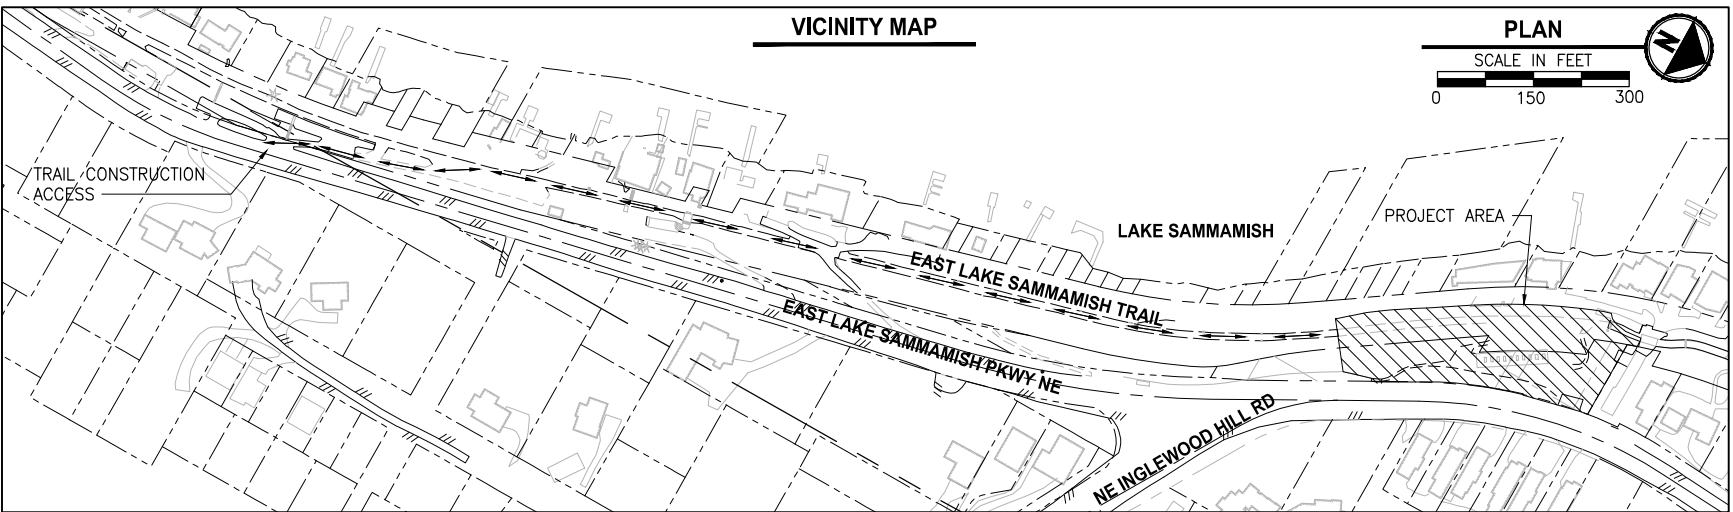 VICINITY MAP
PLAN
N
SCALE IN FEET
0 150 300
TRAIL CONSTRUCTION
ACCESS
PROJECT AREA
LAKE SAMMAMISH
EAST LAKE SAMMAMISH TRAIL
EAST LAKE SAMMAMISH PKWY NE
NE INGLEWOOD HILL RD